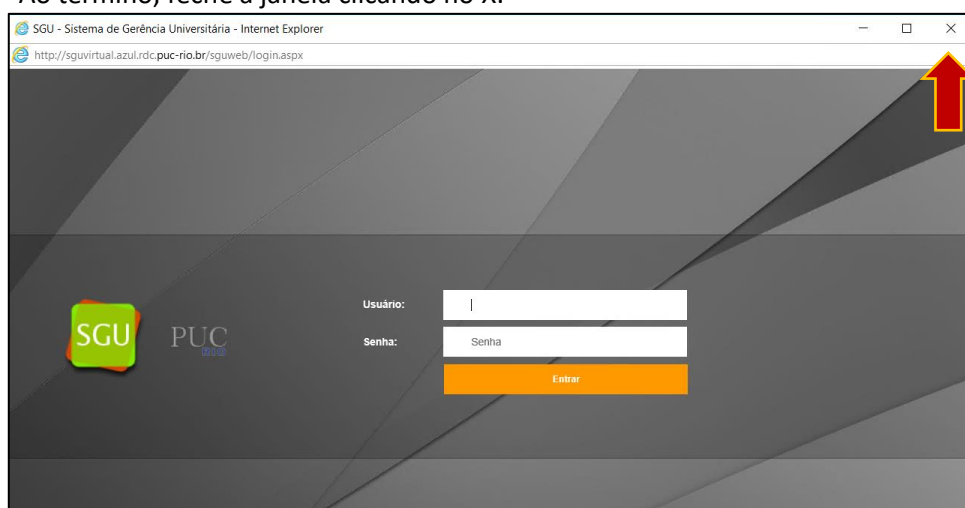 Ao término, feche a janela clicando no X.
SGU - Sistema de Gerência Universitária - Internet Explorer
http://sguvirtual.azul.rdc.puc-rio.br/sguweb/login.aspx
Usuário:
SGU PUC
RIO
Senha: Senha
Entrar